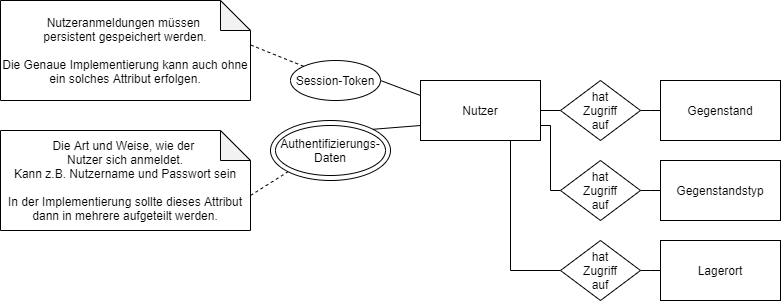 Nutzeranmeldungen müssen
persistent gespeichert werden.
Die Genaue Implementierung kann auch ohne
ein solches Attribut erfolgen.
Session-Token
Die Art und Weise, wie der
Nutzer sich anmeldet.
Kann z.B. Nutzername und Passwort sein
In der Implementierung sollte dieses Attribut
dann in mehrere aufgeteilt werden.
Authentifizierungs-
Daten
Nutzer
hat
Zugriff
auf
Gegenstand
hat
Zugriff
auf
Gegenstandstyp
hat
Zugriff
auf
Lagerort